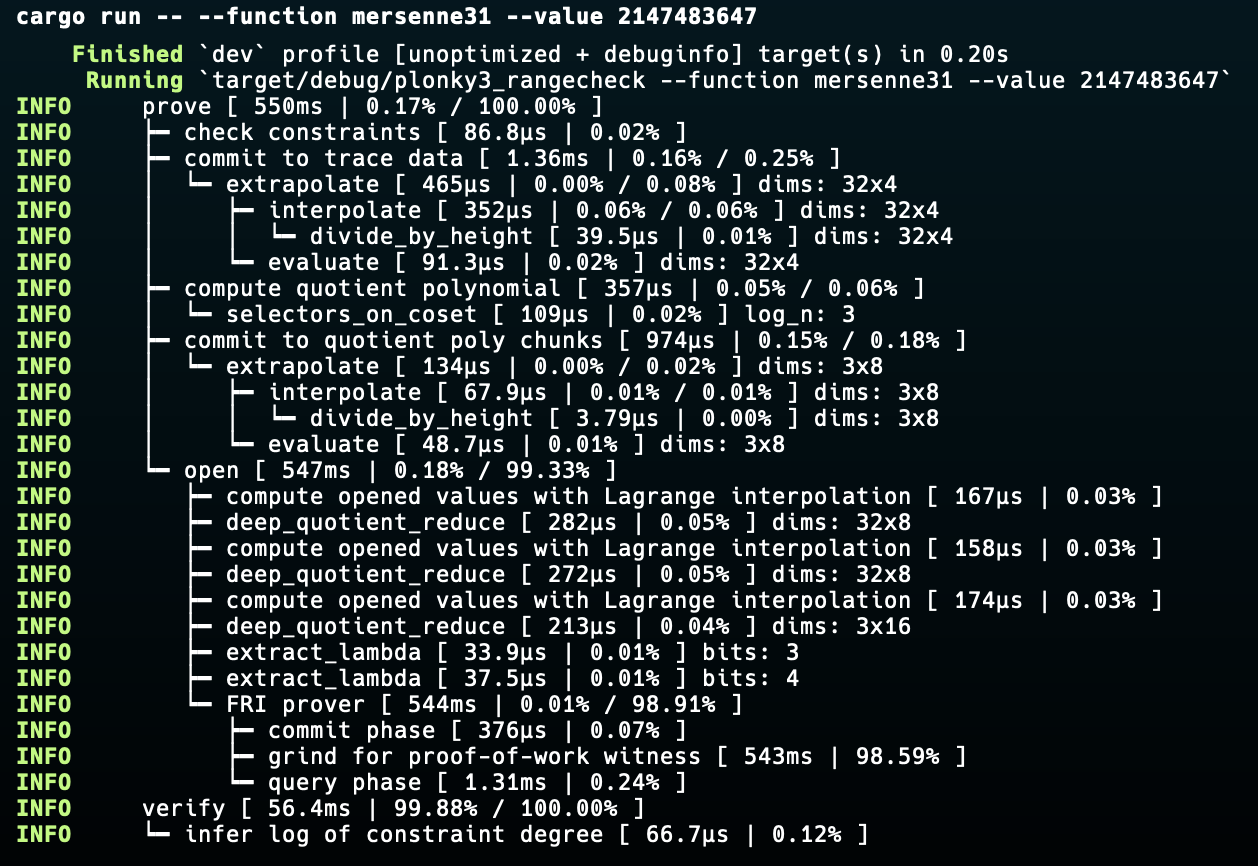 cargo run -- --function mersenne31 --value 2147483647
Finished `dev` profile [unoptimized + debuginfo] target(s) in 0.20s
Running `target/debug/plonky3_rangecheck --function mersenne31 --value 2147483647`
INFO     prove [ 550ms | 0.17% / 100.00% ]
INFO     ┝━ check constraints [ 86.8µs | 0.02% ]
INFO     ┝━ commit to trace data [ 1.36ms | 0.16% / 0.25% ]
INFO     │  ┕━ extrapolate [ 465µs | 0.00% / 0.08% ] dims: 32x4
INFO     │     ┝━ interpolate [ 352µs | 0.06% / 0.06% ] dims: 32x4
INFO     │     │  ┕━ divide_by_height [ 39.5µs | 0.01% ] dims: 32x4
INFO     │     ┕━ evaluate [ 91.3µs | 0.02% ] dims: 32x4
INFO     ┝━ compute quotient polynomial [ 357µs | 0.05% / 0.06% ]
INFO     │  ┕━ selectors_on_coset [ 109µs | 0.02% ] log_n: 3
INFO     ┝━ commit to quotient poly chunks [ 974µs | 0.15% / 0.18% ]
INFO     │  ┕━ extrapolate [ 134µs | 0.00% / 0.02% ] dims: 3x8
INFO     │     ┝━ interpolate [ 67.9µs | 0.01% / 0.01% ] dims: 3x8
INFO     │     │  ┕━ divide_by_height [ 3.79µs | 0.00% ] dims: 3x8
INFO     │     ┕━ evaluate [ 48.7µs | 0.01% ] dims: 3x8
INFO     ┕━ open [ 547ms | 0.18% / 99.33% ]
INFO        ┝━ compute opened values with Lagrange interpolation [ 167µs | 0.03% ]
INFO        ┝━ deep_quotient_reduce [ 282µs | 0.05% ] dims: 32x8
INFO        ┝━ compute opened values with Lagrange interpolation [ 158µs | 0.03% ]
INFO        ┝━ deep_quotient_reduce [ 272µs | 0.05% ] dims: 32x8
INFO        ┝━ compute opened values with Lagrange interpolation [ 174µs | 0.03% ]
INFO        ┝━ deep_quotient_reduce [ 213µs | 0.04% ] dims: 3x16
INFO        ┝━ extract_lambda [ 33.9µs | 0.01% ] bits: 3
INFO        ┝━ extract_lambda [ 37.5µs | 0.01% ] bits: 4
INFO        ┕━ FRI prover [ 544ms | 0.01% / 98.91% ]
INFO           ┝━ commit phase [ 376µs | 0.07% ]
INFO           ┝━ grind for proof-of-work witness [ 543ms | 98.59% ]
INFO           ┕━ query phase [ 1.31ms | 0.24% ]
INFO     verify [ 56.4ms | 99.88% / 100.00% ]
INFO     ┕━ infer log of constraint degree [ 66.7µs | 0.12% ]